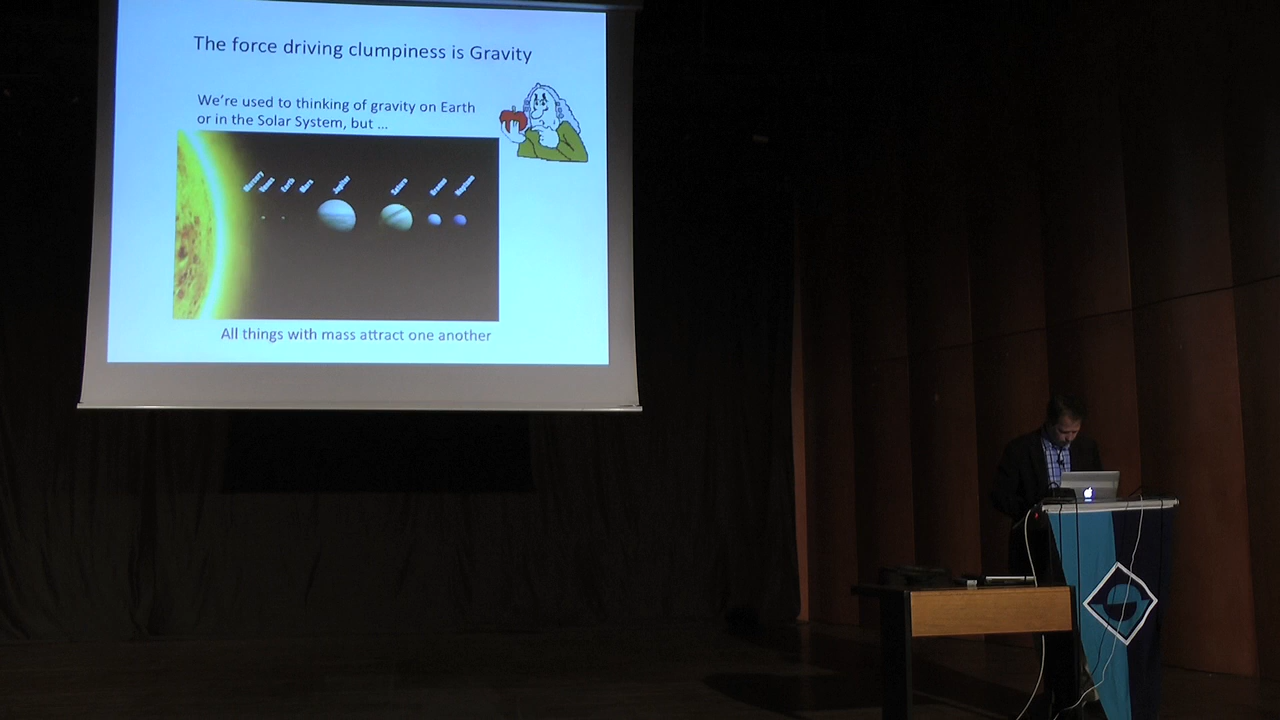 The force driving clumpiness is Gravity
We're used to thinking of gravity on Earth
or in the Solar System, but ...
All things with mass attract one another